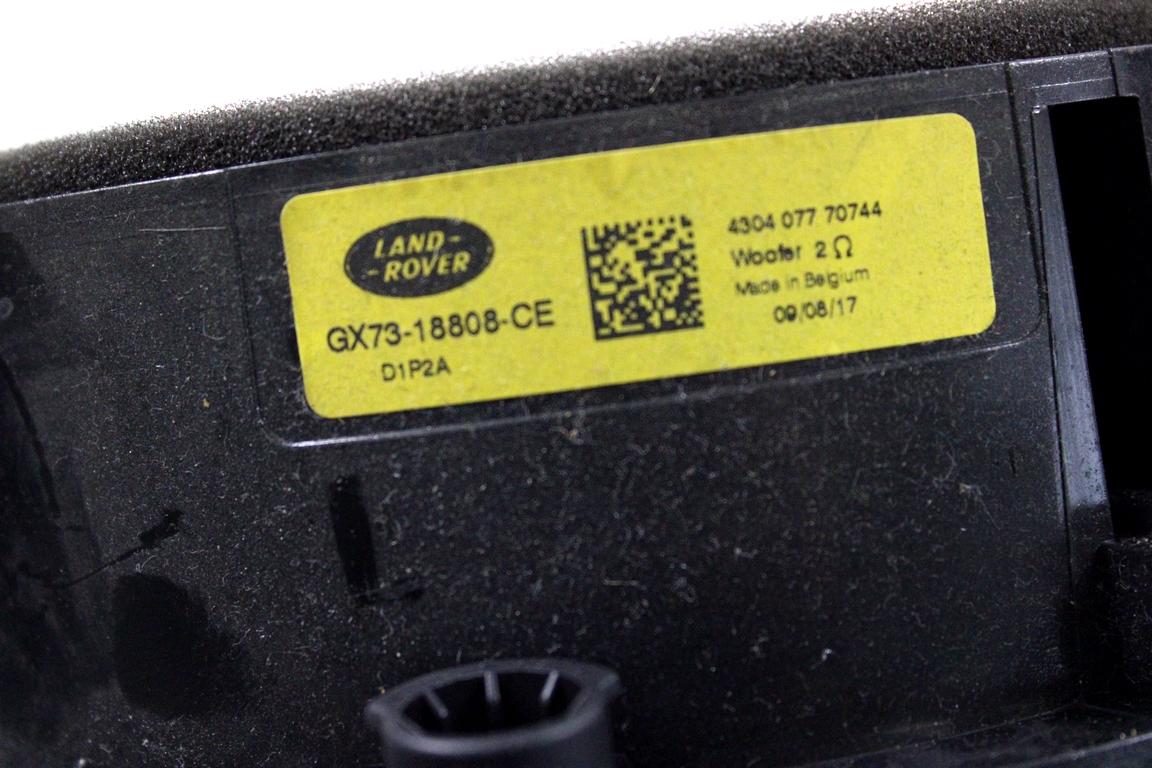 LAND-
-ROVER
GX73-18808-CE
D1P2A
4304 077 70744
Woofer 2 Ω
Made in Belgium
09/08/17